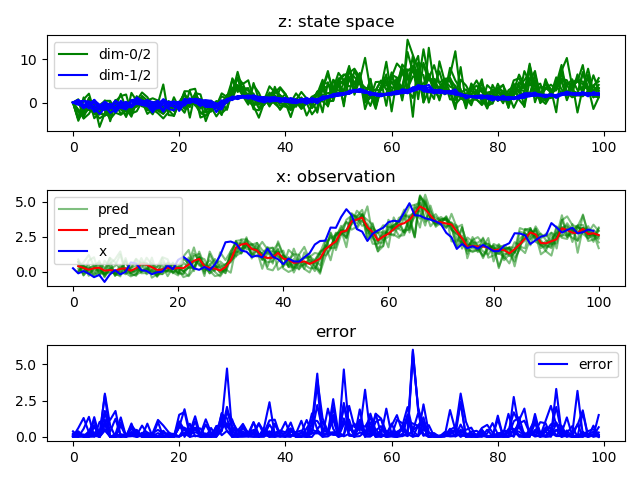 z: state space
10
0
dim-0/2
dim-1/2
0 20 40 60 80 100
x: observation
5.0
2.5
0.0
pred
pred_mean
x
0 20 40 60 80 100
error
5.0
2.5
0.0
error
0 20 40 60 80 100